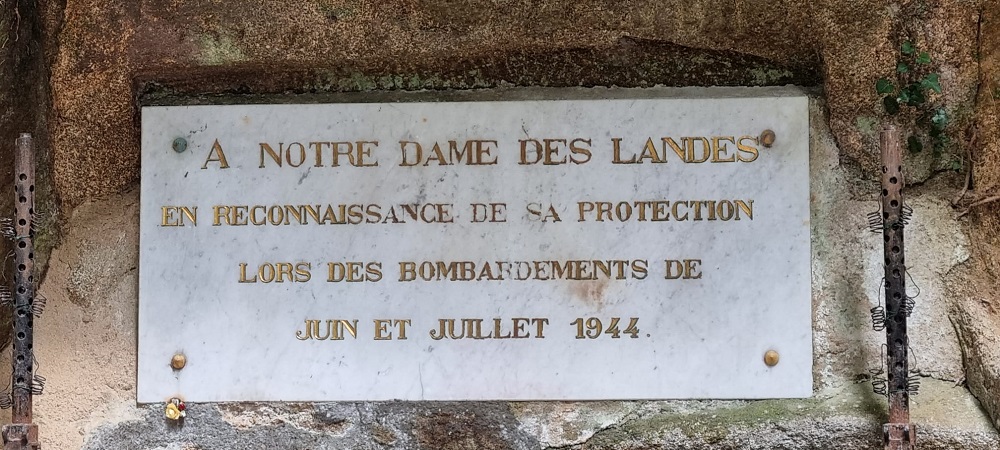 A NOTRE DAME DES LANDES
EN RECONNAISSANCE DE SA PROTECTION
LORS DES BOMBARDEMENTS DE
JUIN ET JUILLET 1944.